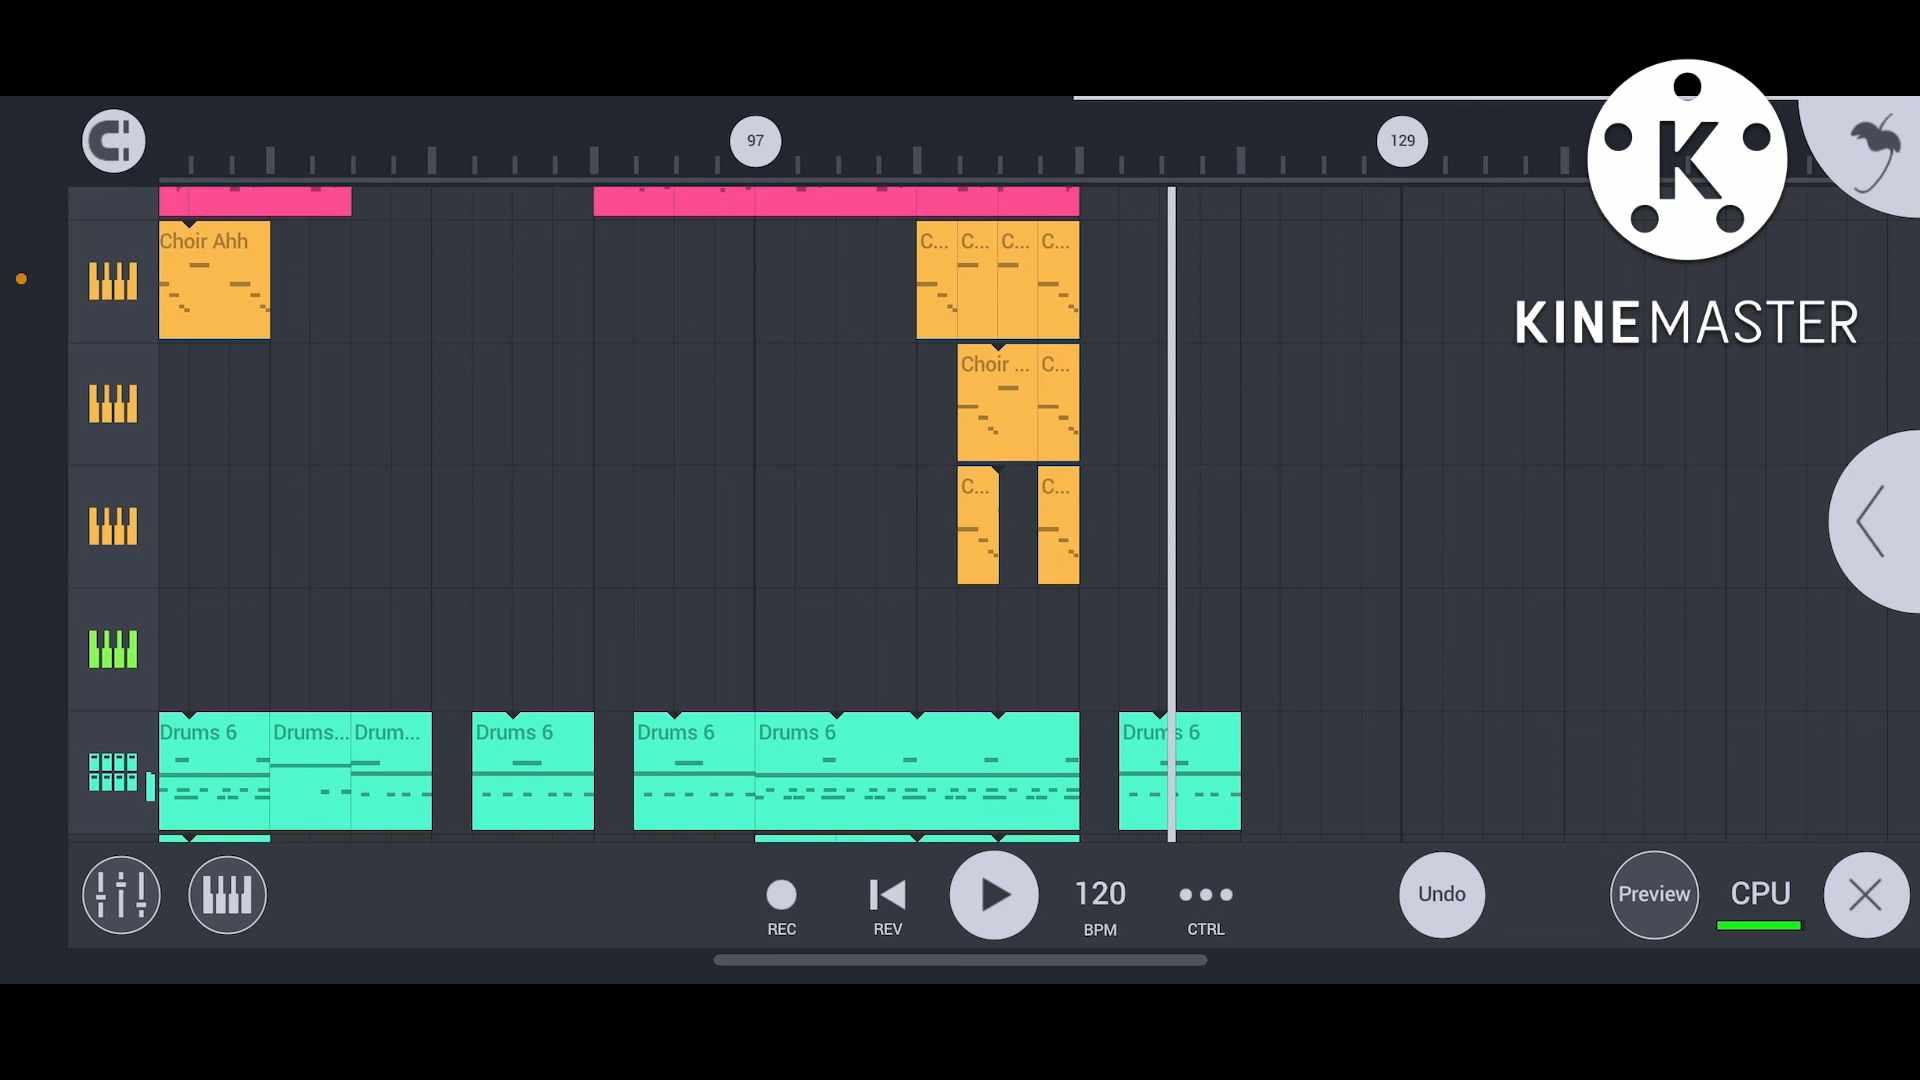 97
129
K
KINEMASTER
Choir Ahh
C... C... C... C...
Choir ... C...
C... C...
Drums 6 Drums... Drum... Drums 6 Drums 6 Drums 6 Drums 6
120
Undo
Preview
CPU
REC
REV
BPM
CTRL